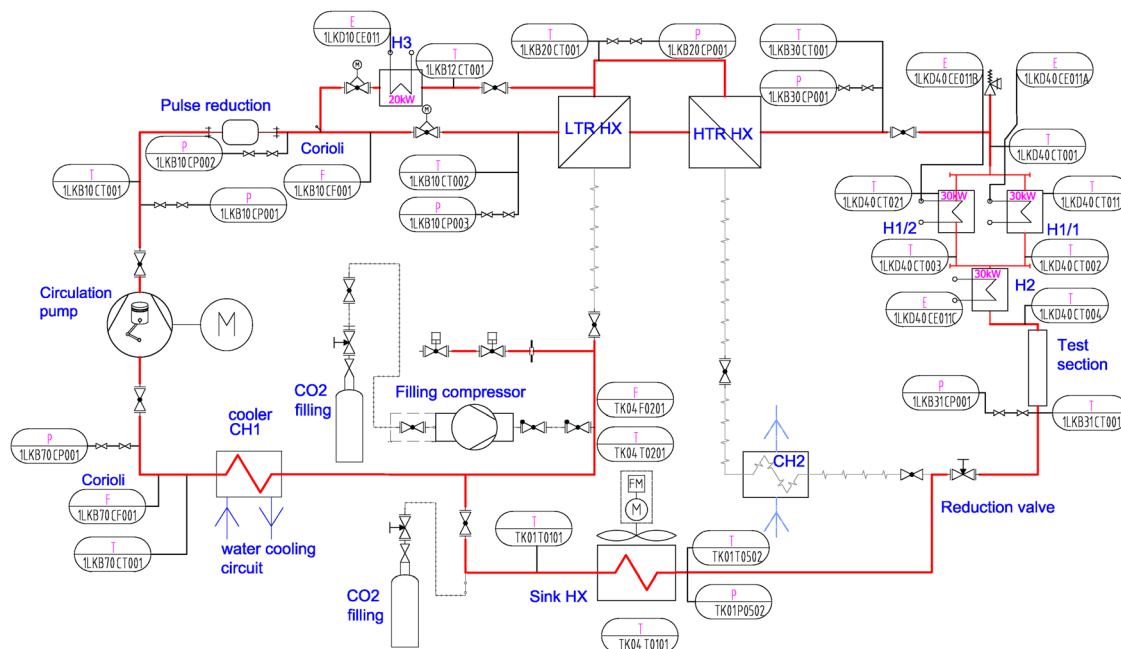 E
1LKD10CE011
H3
T
1LKB12CT001
20kW
M
M
T
1LKB20CT001
P
1LKB20CP001
T
1LKB30CT001
P
1LKB30CP001
E
1LKD40CE011B
E
1LKD40CE011A
Pulse reduction
Corioli
LTR HX
HTR HX
P
1LKB10CP002
T
1LKB10CT001
F
1LKB10CF001
T
1LKB10CT002
P
1LKB10CP001
P
1LKB10CP003
T
1LKD40CT001
T
1LKD40CT021
30kW
30kW
T
1LKD40CT011
H1/2
H1/1
T
1LKD40CT003
T
1LKD40CT002
30kW
H2
E
1LKD40CE011C
T
1LKD40CT004
Circulation
pump
M
Test
section
CO2
filling
Filling compressor
F
TK04F0201
T
TK04T0201
P
1LKB31CP001
T
1LKB31CT001
cooler
CH1
P
1LKB70CP001
Corioli
F
1LKB70CF001
T
1LKB70CT001
water cooling
circuit
CH2
FM
M
Reduction valve
T
TK01T0101
T
TK01T0502
Sink HX
P
TK01P0502
CO2
filling
T
TK04T0101